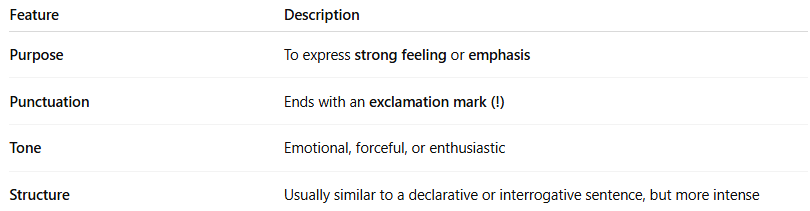 Feature Description
Purpose To express strong feeling or emphasis
Punctuation Ends with an exclamation mark (!)
Tone Emotional, forceful, or enthusiastic
Structure Usually similar to a declarative or interrogative sentence, but more intense